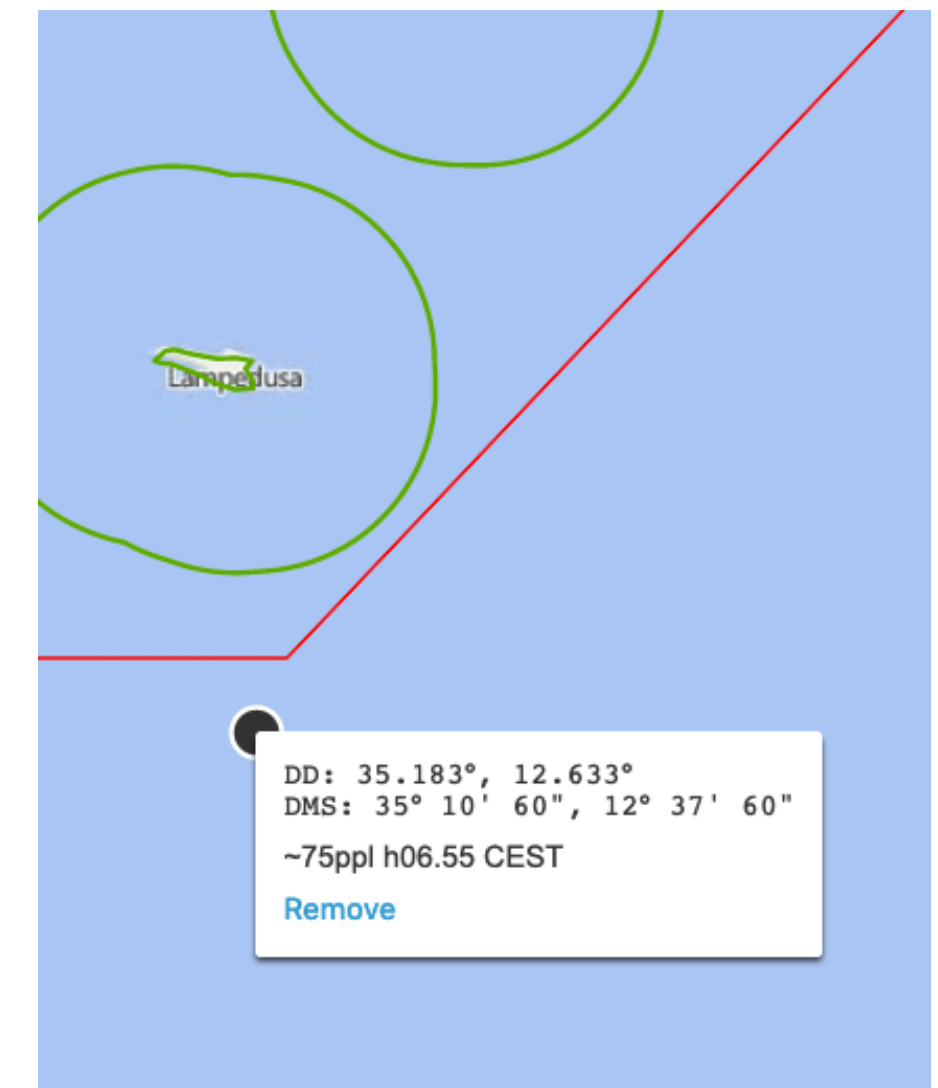 Lampedusa
DD: 35.183°, 12.633°
DMS: 35° 10' 60", 12° 37' 60"
~75ppl h06.55 CEST
Remove